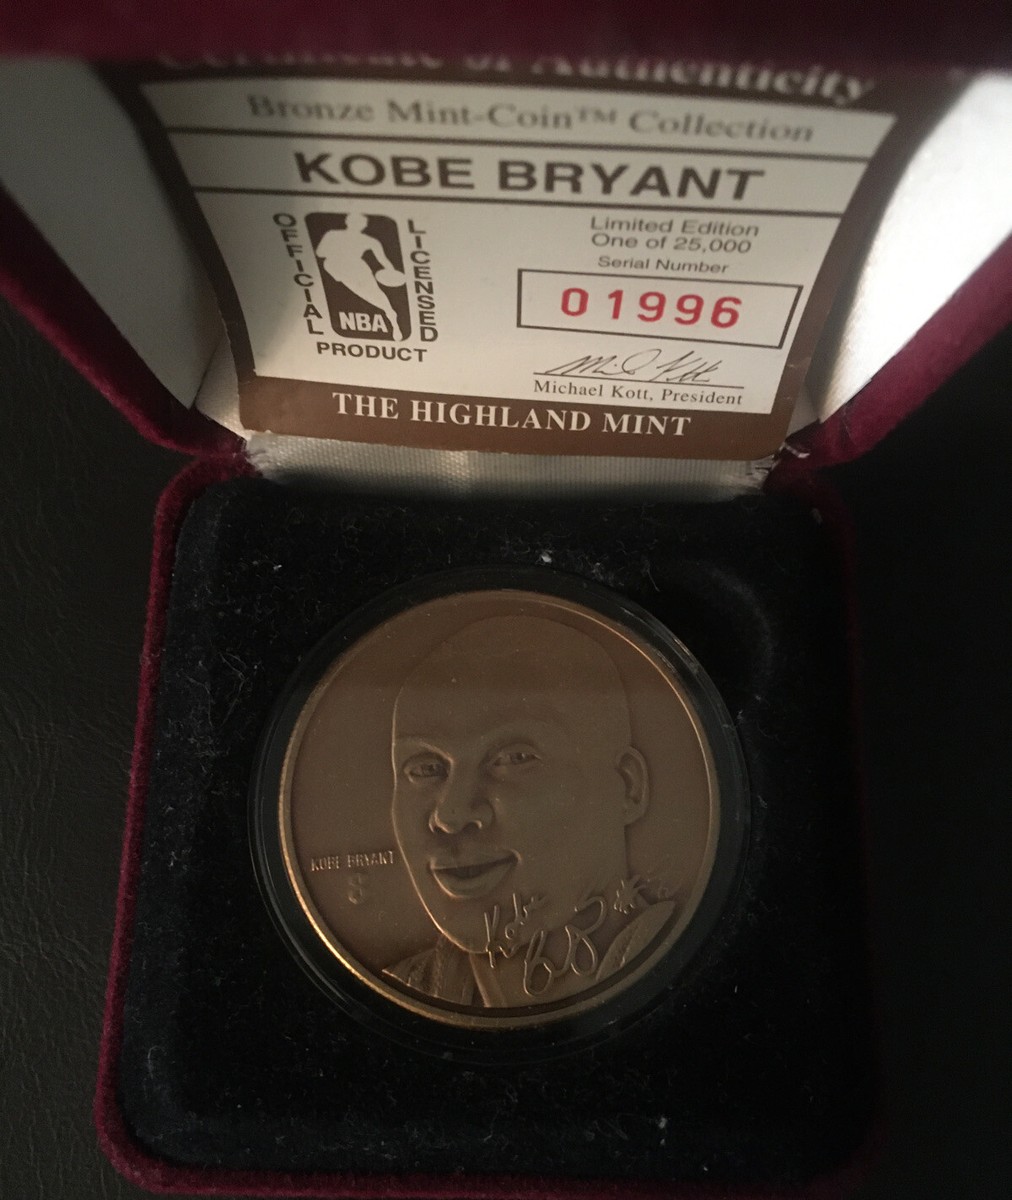 Certificate of Authenticity
Bronze Mint-Coin™ Collection
KOBE BRYANT
OFFICIAL
NBA
LICENSED
PRODUCT
Limited Edition
One of 25,000
Serial Number
01996
Michael Kott, President
THE HIGHLAND MINT
KOBE BRYANT
8
Kobe